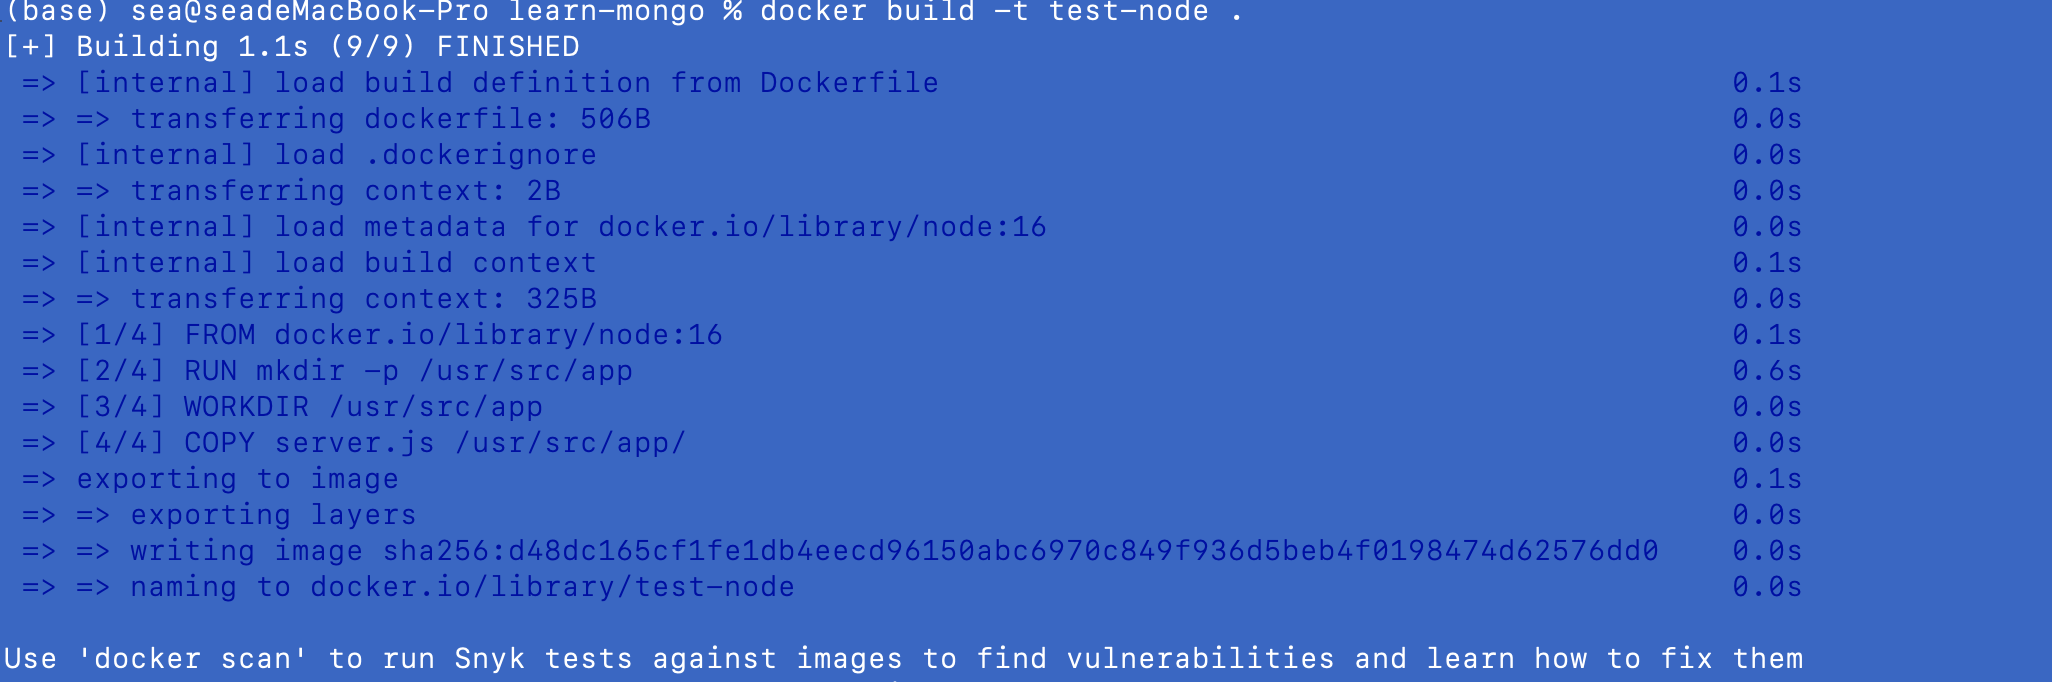 (base) sea@seadeMacBook-Pro learn-mongo % docker build -t test-node .
[+] Building 1.1s (9/9) FINISHED
=> [internal] load build definition from Dockerfile 0.1s
=> => transferring dockerfile: 506B 0.0s
=> [internal] load .dockerignore 0.0s
=> => transferring context: 2B 0.0s
=> [internal] load metadata for docker.io/library/node:16 0.0s
=> [internal] load build context 0.1s
=> => transferring context: 325B 0.0s
=> [1/4] FROM docker.io/library/node:16 0.1s
=> [2/4] RUN mkdir -p /usr/src/app 0.6s
=> [3/4] WORKDIR /usr/src/app 0.0s
=> [4/4] COPY server.js /usr/src/app/ 0.0s
=> exporting to image 0.1s
=> => exporting layers 0.0s
=> => writing image sha256:d48dc165cf1fe1db4eecd96150abc6970c849f936d5beb4f0198474d62576dd0 0.0s
=> => naming to docker.io/library/test-node 0.0s
Use 'docker scan' to run Snyk tests against images to find vulnerabilities and learn how to fix them